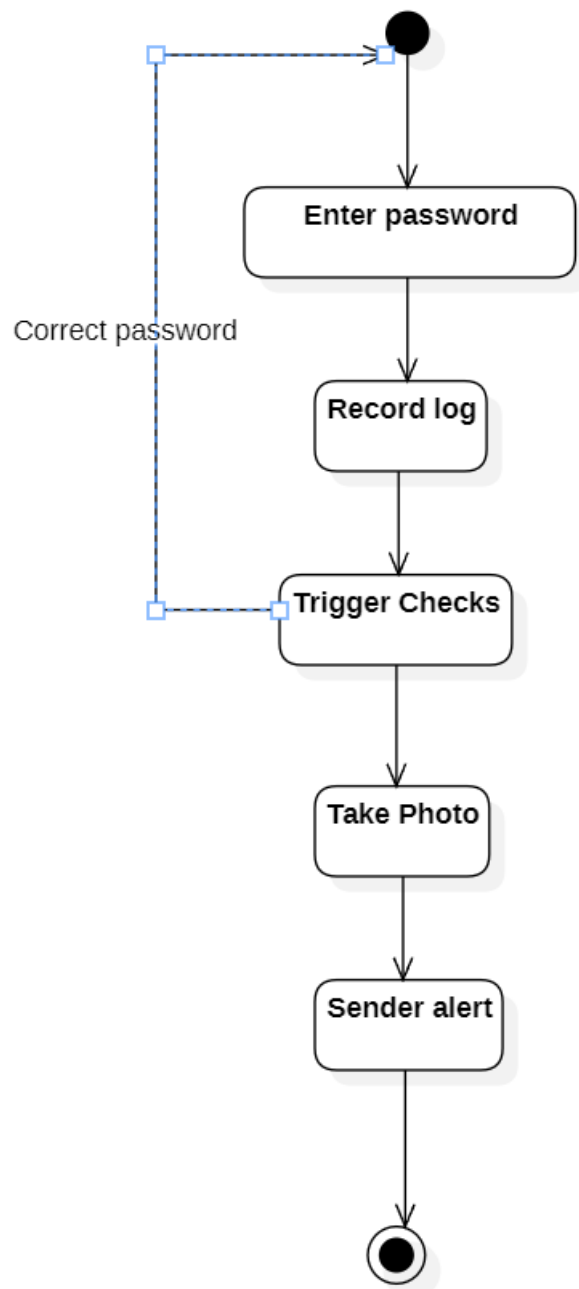 Enter password
Correct password
Record log
Trigger Checks
Take Photo
Sender alert